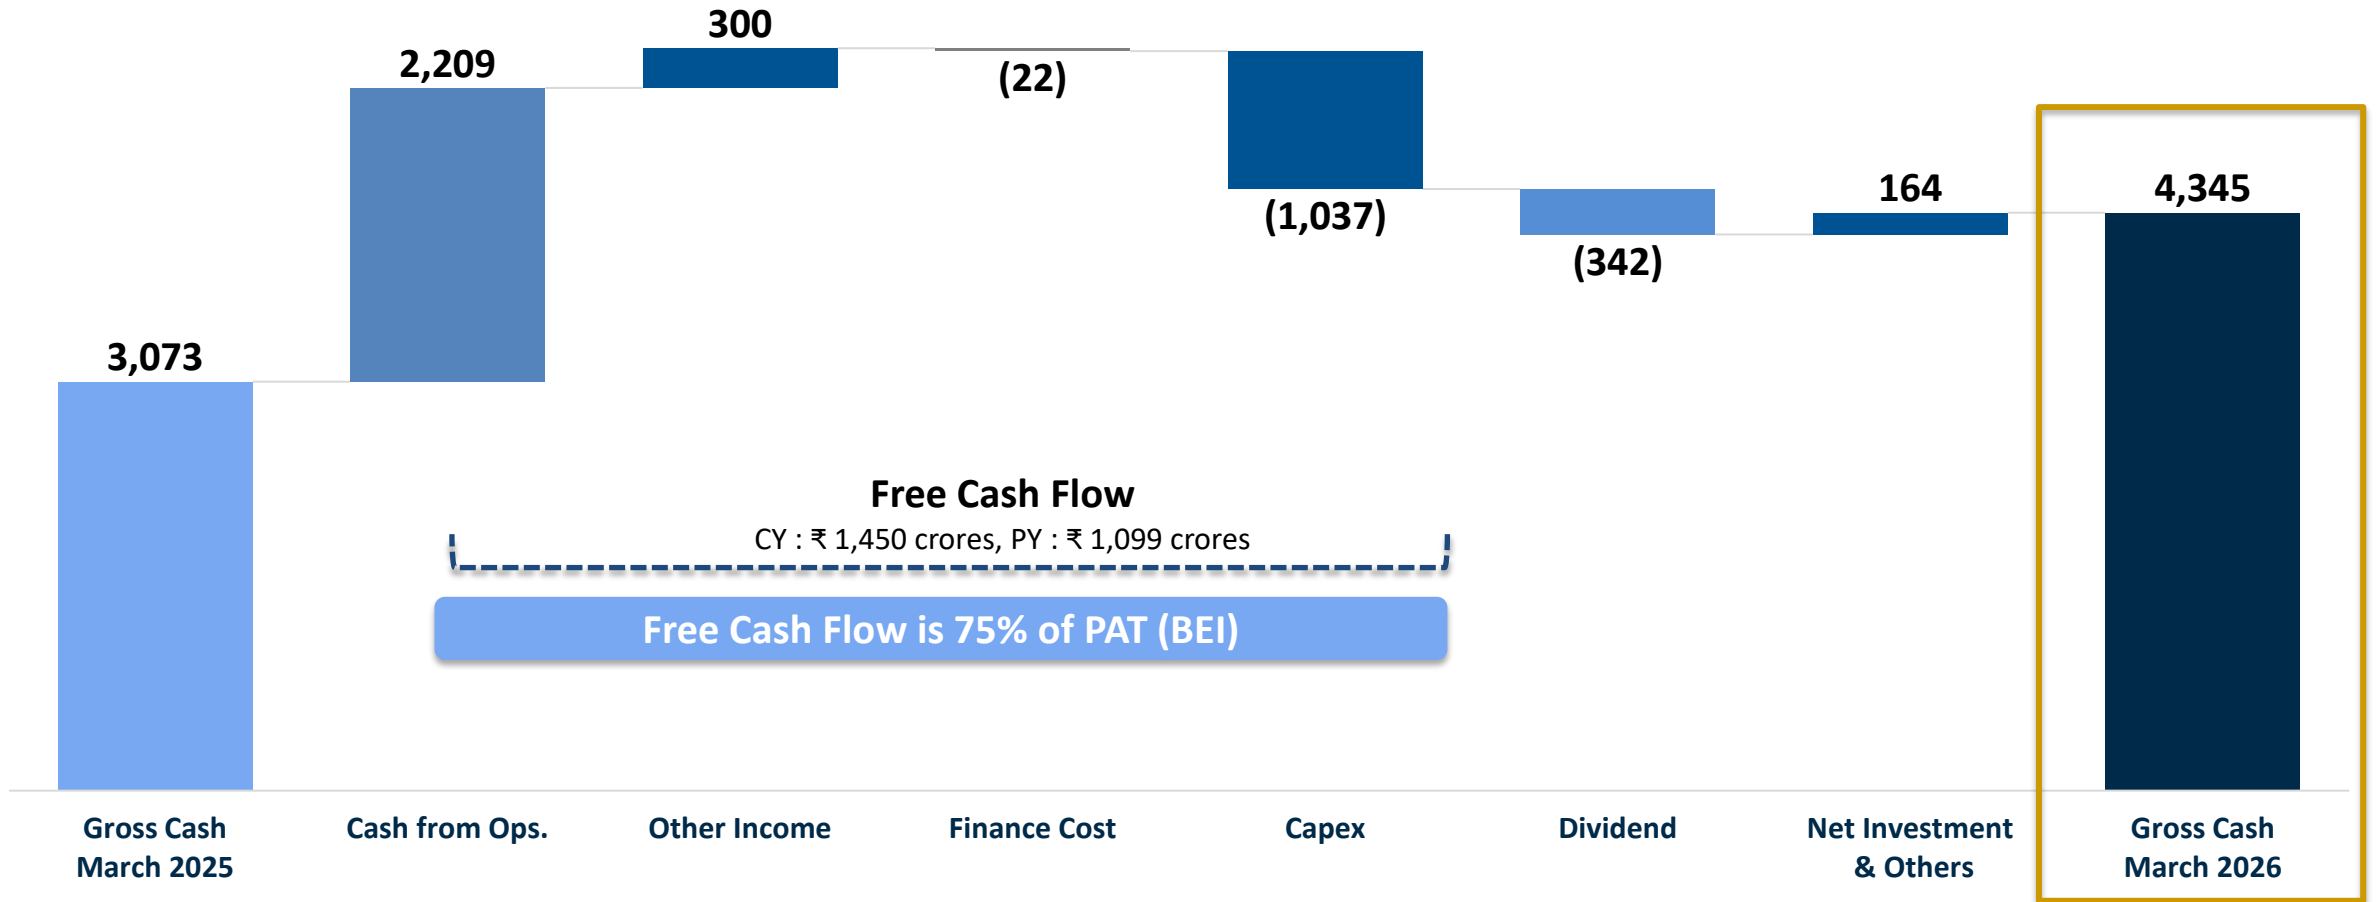 300
2,209
(22)
3,073
(1,037)
(342)
164
4,345
Free Cash Flow
CY : ₹ 1,450 crores, PY : ₹ 1,099 crores
Free Cash Flow is 75% of PAT (BEI)
Gross Cash
March 2025
Cash from Ops.
Other Income
Finance Cost
Capex
Dividend
Net Investment
& Others
Gross Cash
March 2026